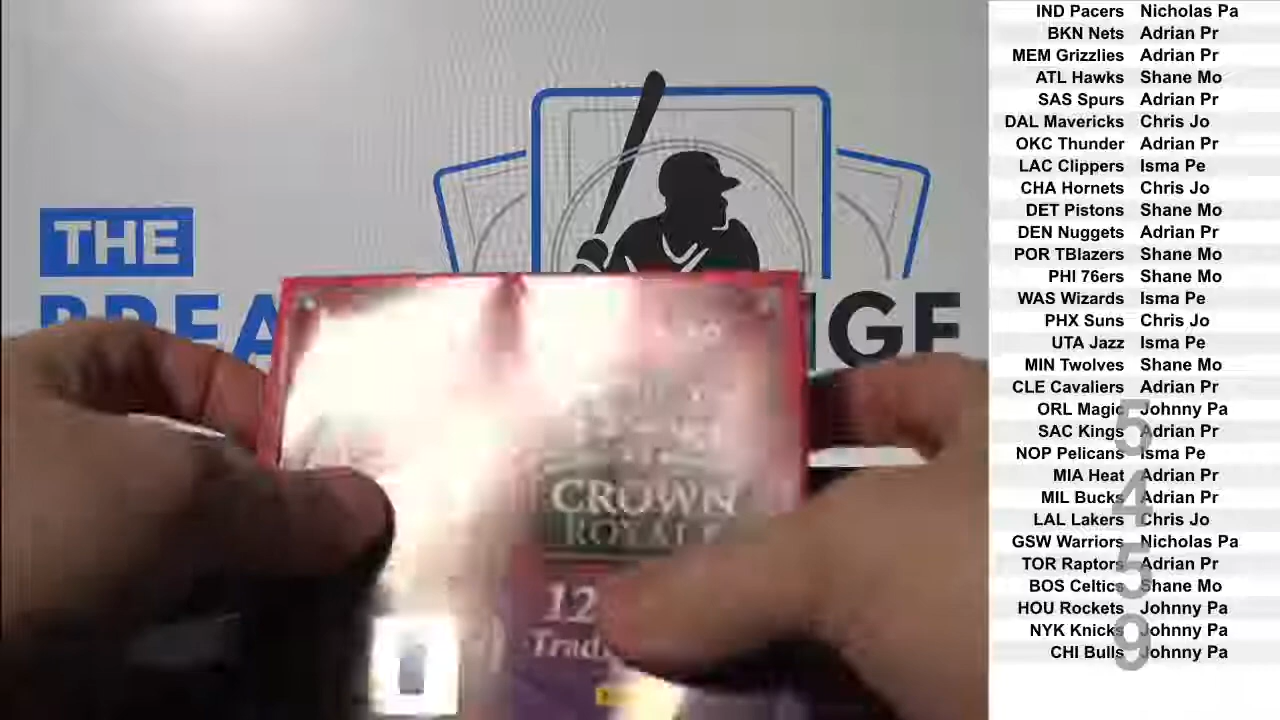 THE
CROWN
ROYALE
12
IND Pacers Nicholas Pa
BKN Nets Adrian Pr
MEM Grizzlies Adrian Pr
ATL Hawks Shane Mo
SAS Spurs Adrian Pr
DAL Mavericks Chris Jo
OKC Thunder Adrian Pr
LAC Clippers Isma Pe
CHA Hornets Chris Jo
DET Pistons Shane Mo
DEN Nuggets Adrian Pr
POR TBlazers Shane Mo
PHI 76ers Shane Mo
WAS Wizards Isma Pe
PHX Suns Chris Jo
UTA Jazz Isma Pe
MIN Twolves Shane Mo
CLE Cavaliers Adrian Pr
ORL Magic Johnny Pa
SAC Kings Adrian Pr
NOP Pelicans Isma Pe
MIA Heat Adrian Pr
MIL Bucks Adrian Pr
LAL Lakers Chris Jo
GSW Warriors Nicholas Pa
TOR Raptors Adrian Pr
BOS Celtics Shane Mo
HOU Rockets Johnny Pa
NYK Knicks Johnny Pa
CHI Bulls Johnny Pa
5
4
5
9